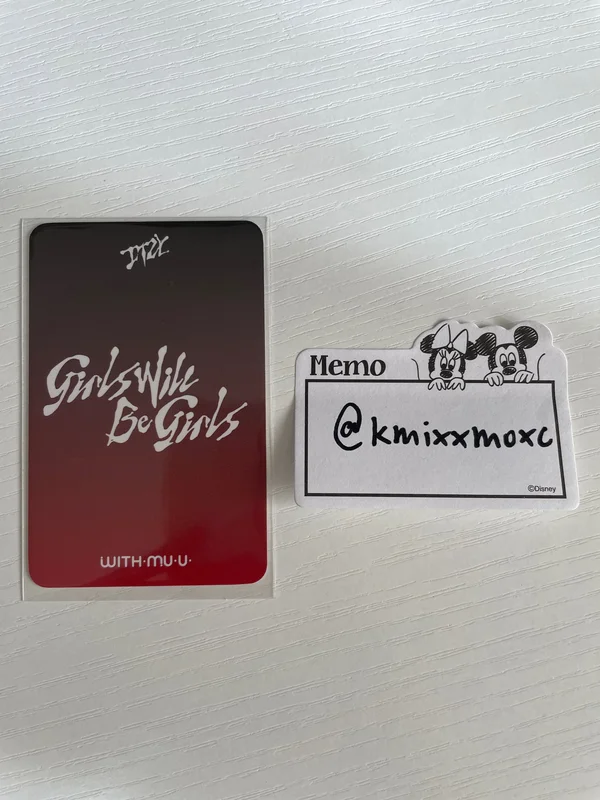 ITZY
Girls Will
Be Girls
WITH·MU·U·
Memo
@kmixxmoxc
©Disney